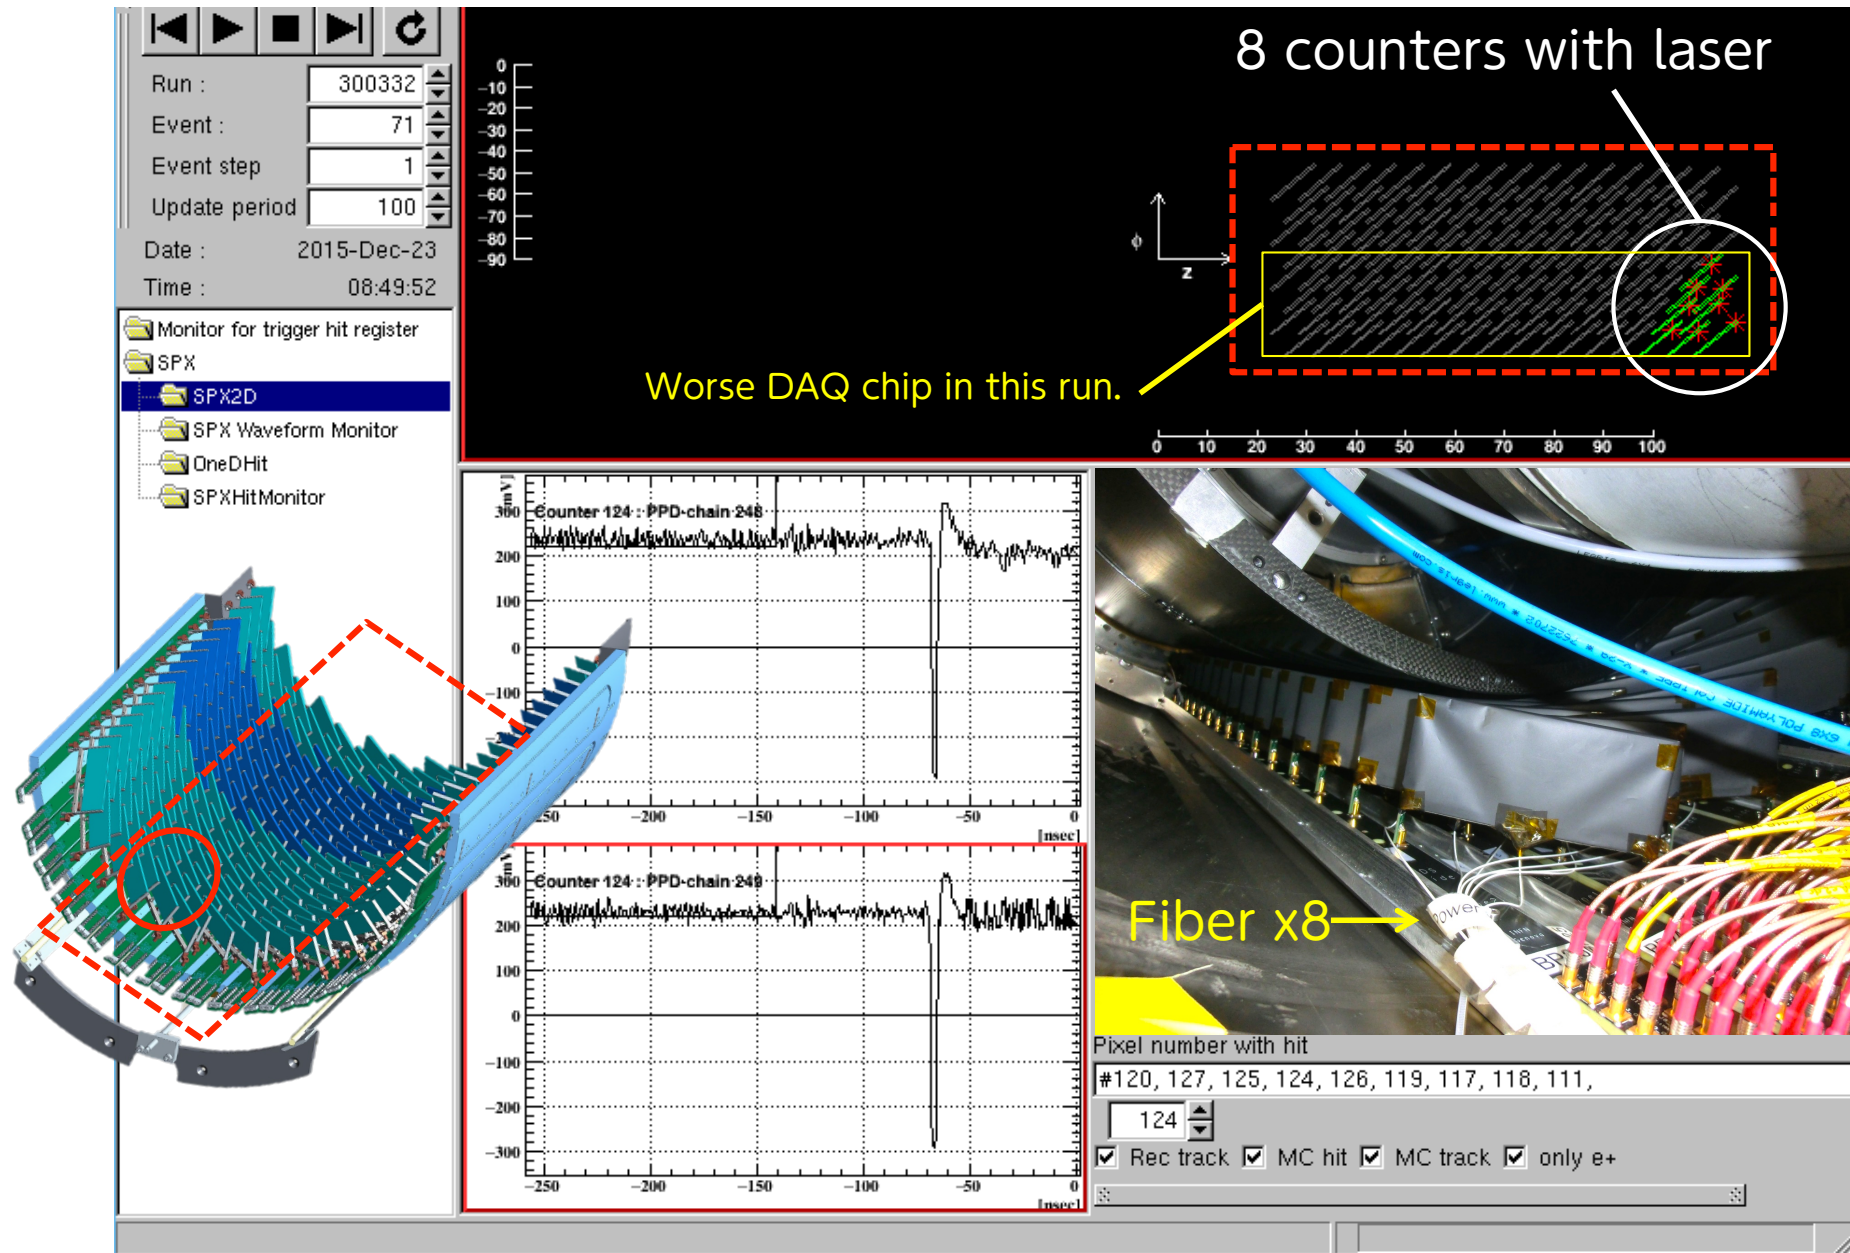 8 counters with laser
Run : 300332
Event : 71
Event step 1
Update period 100
Date : 2015-Dec-23
Time : 08:49:52
0
-10
-20
-30
-40
-50
-60
-70
-80
-90
ϕ
z
Worse DAQ chip in this run.
0 10 20 30 40 50 60 70 80 90 100
Monitor for trigger hit register
SPX
SPX2D
SPX Waveform Monitor
OneDHit
SPXHitMonitor
mV]
300
Counter 124 : PPD-chain 248
200
100
0
-100
-250 -200 -150 -100 -50 0
[nsec]
300
Counter 124 : PPD-chain 249
200
100
0
-100
-200
-300
-250 -200 -150 -100 -50 0
[nsec]
Fiber x8
power
Pixel number with hit
#120, 127, 125, 124, 126, 119, 117, 118, 111,
124
Rec track MC hit MC track only e+